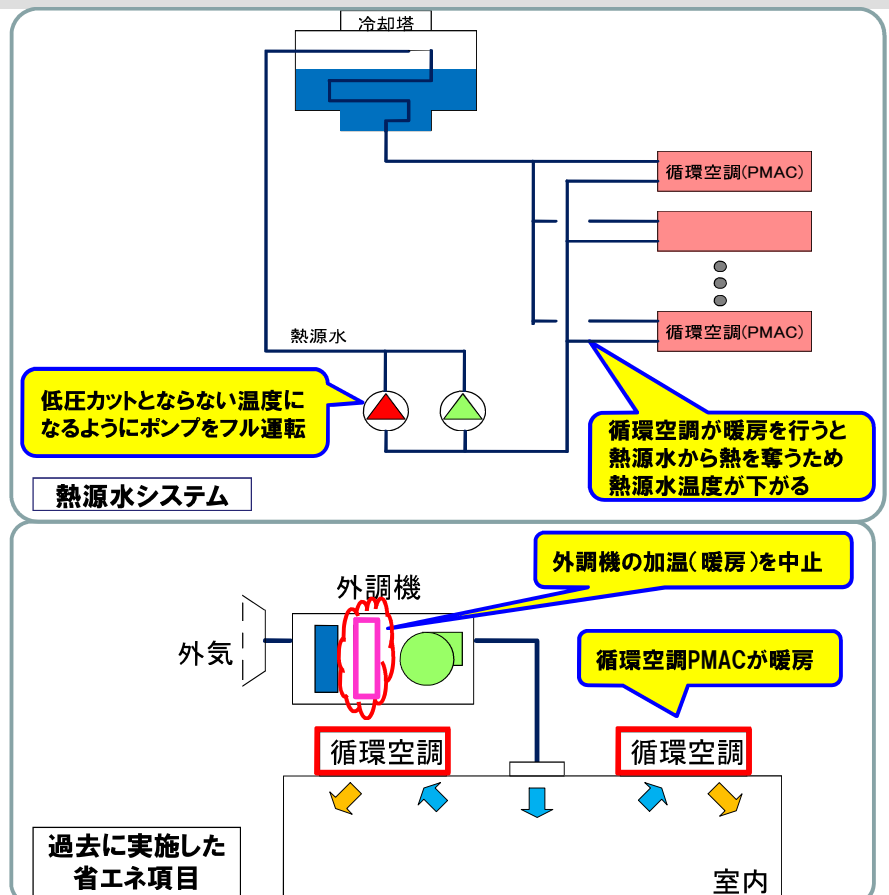 冷却塔
循環空調(PMAC)
循環空調(PMAC)
熱源水
低圧カットとならない温度に
なるようにポンプをフル運転
循環空調が暖房を行うと
熱源水から熱を奪うため
熱源水温度が下がる
熱源水システム
外調機の加温(暖房)を中止
外調機
外気
循環空調PMACが暖房
循環空調
循環空調
過去に実施した
省エネ項目
室内